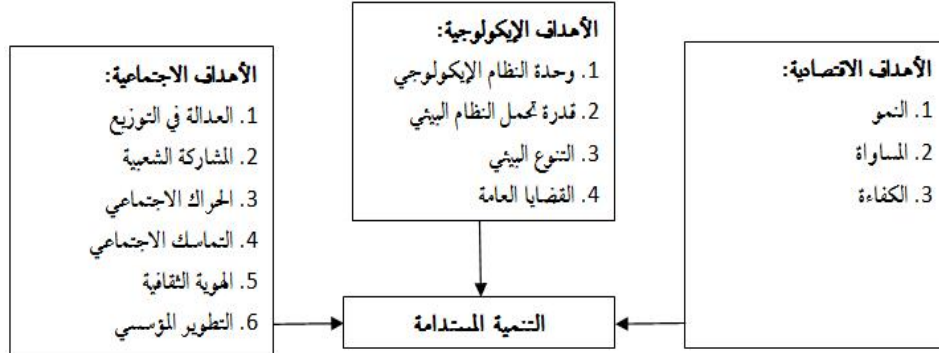 الأهداف الاقتصادية:
1. النمو
2. المساواة
3. الكفاءة
الأهداف الإيكولوجية:
1. وحدة النظام الإيكولوجي
2. قدرة تحمل النظام البيئي
3. التنوع البيئي
4. القضايا العامة
الأهداف الاجتماعية:
1. العدالة في التوزيع
2. المشاركة الشعبية
3. الحراك الاجتماعي
4. التماسك الاجتماعي
5. الهوية الثقافية
6. التطوير المؤسسي
التنمية المستدامة